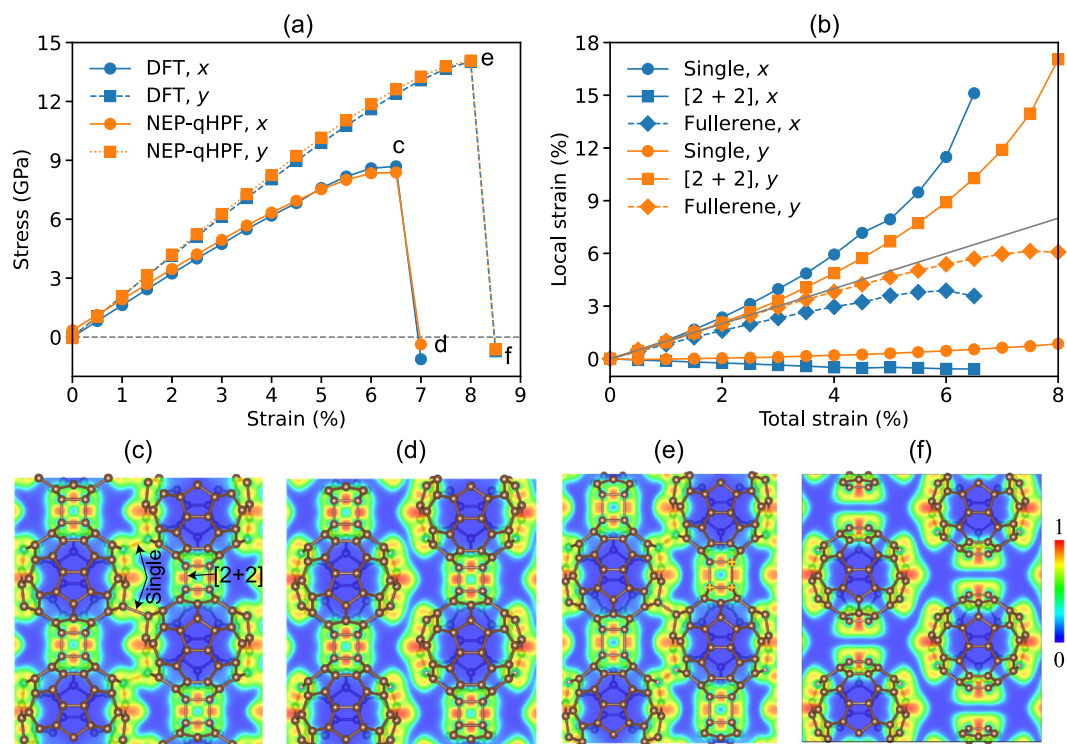 (a)
15
12
9
6
3
0
Stress (GPa)
DFT, x
DFT, y
NEP-qHPF, x
NEP-qHPF, y
c
d
e
f
0 1 2 3 4 5 6 7 8 9
Strain (%)
(b)
18
15
12
9
6
3
0
Local strain (%)
Single, x
[2 + 2], x
Fullerene, x
Single, y
[2 + 2], y
Fullerene, y
0 2 4 6 8
Total strain (%)
(c)
Single
[2+2]
(d)
(e)
(f)
1
0